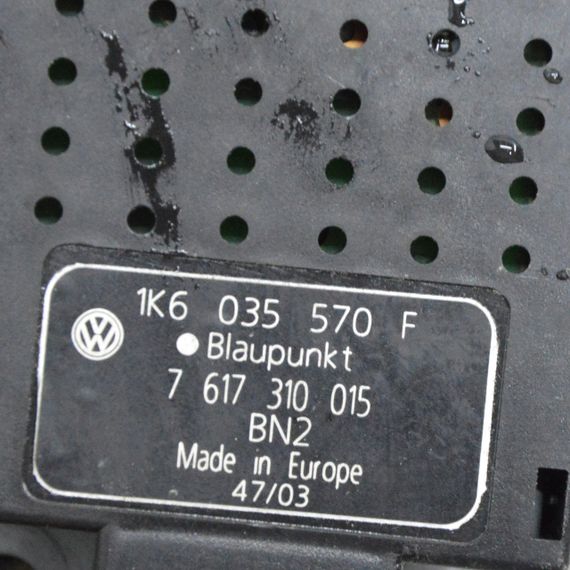 1K6 035 570 F
Blaupunkt
7 617 310 015
BN2
Made in Europe
47/03